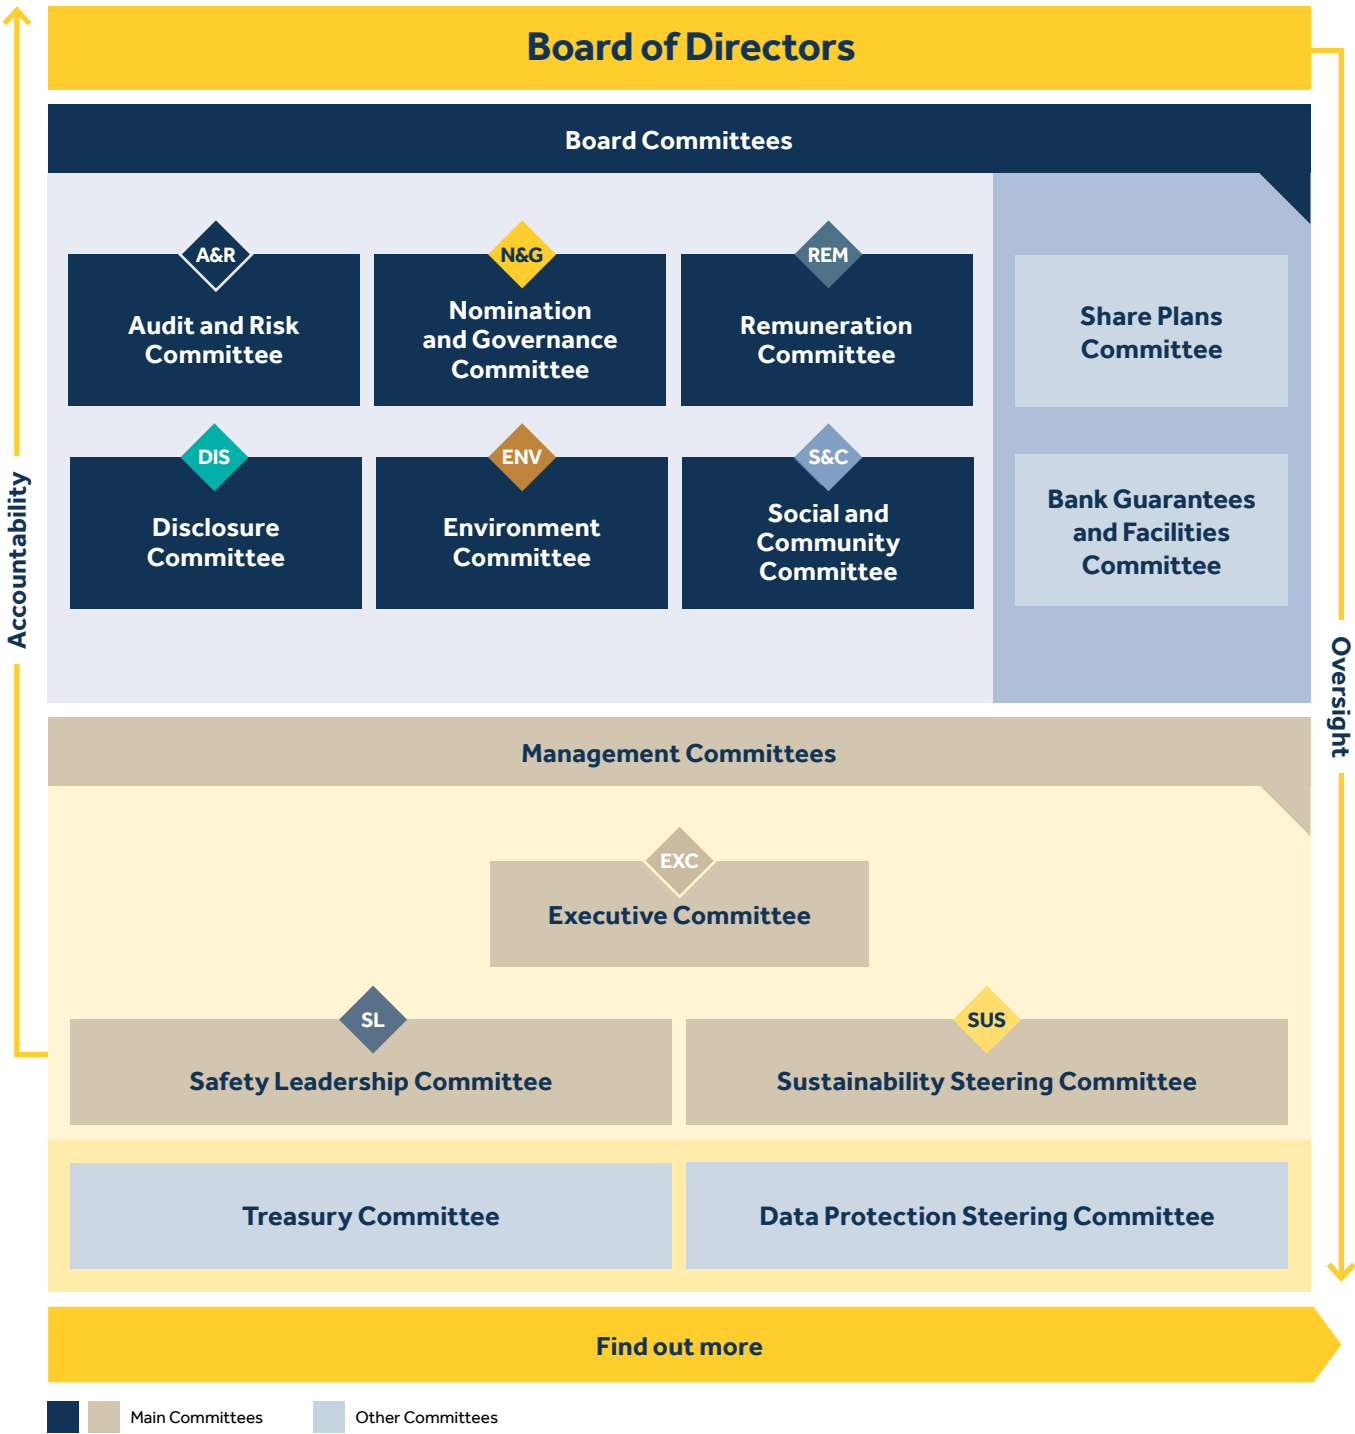 Board of Directors
Board Committees
A&R
Audit and Risk
Committee
N&G
Nomination
and Governance
Committee
REM
Remuneration
Committee
Share Plans
Committee
DIS
Disclosure
Committee
ENV
Environment
Committee
S&C
Social and
Community
Committee
Bank Guarantees
and Facilities
Committee
Accountability
Oversight
Management Committees
EXC
Executive Committee
SL
Safety Leadership Committee
SUS
Sustainability Steering Committee
Treasury Committee
Data Protection Steering Committee
Find out more
Main Committees
Other Committees